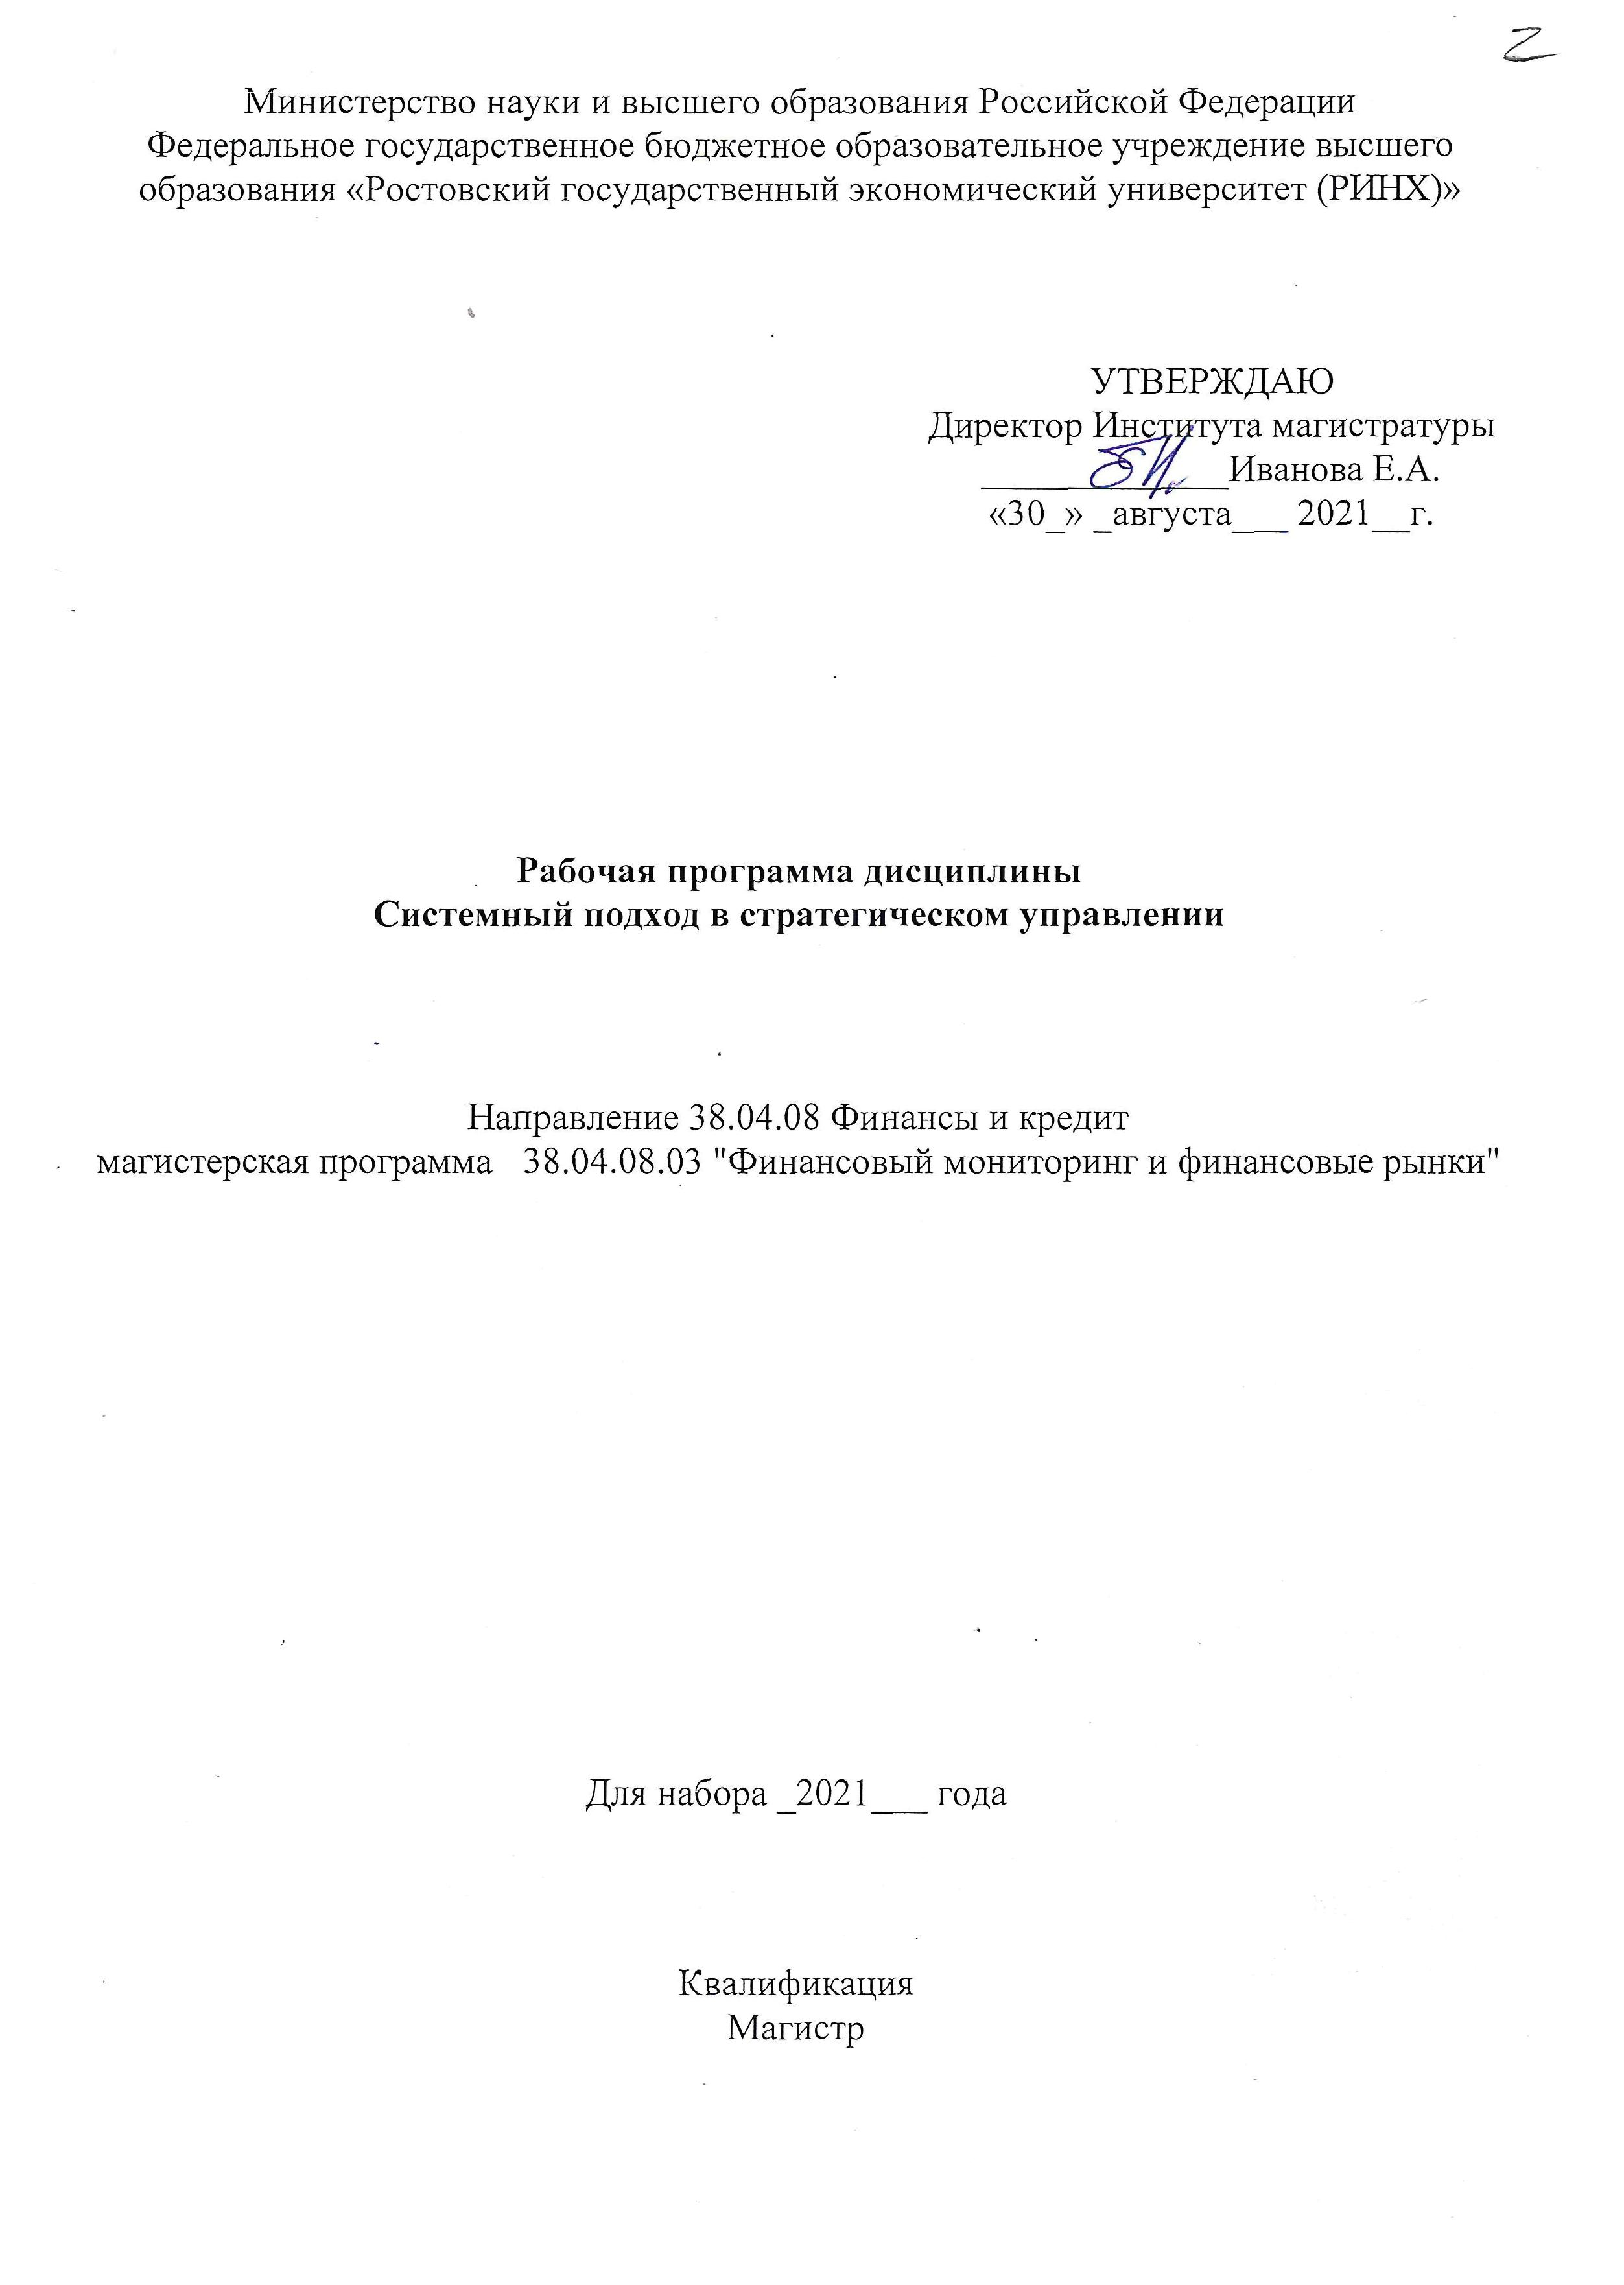 2
Министерство науки и высшего образования Российской Федерации
Федеральное государственное бюджетное образовательное учреждение высшего
образования «Ростовский государственный экономический университет (РИНХ)»
УТВЕРЖДАЮ
Директор Института магистратуры
_____________Иванова Е.А.
«30_» _августа___ 2021__г.
Рабочая программа дисциплины
Системный подход в стратегическом управлении
Направление 38.04.08 Финансы и кредит
магистерская программа 38.04.08.03 "Финансовый мониторинг и финансовые рынки"
Для набора _2021___ года
Квалификация
Магистр